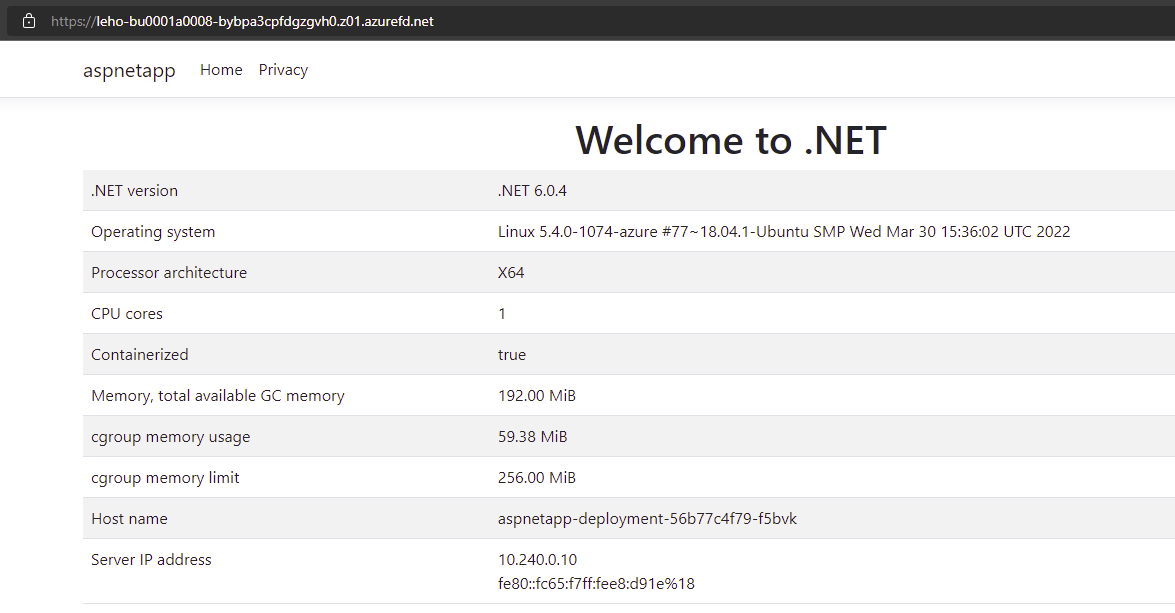 https://leho-bu0001a0008-bybpa3cpfdgzgvh0.z01.azurefd.net
aspnetapp Home Privacy
Welcome to .NET
.NET version .NET 6.0.4
Operating system Linux 5.4.0-1074-azure #77~18.04.1-Ubuntu SMP Wed Mar 30 15:36:02 UTC 2022
Processor architecture X64
CPU cores 1
Containerized true
Memory, total available GC memory 192.00 MiB
cgroup memory usage 59.38 MiB
cgroup memory limit 256.00 MiB
Host name aspnetapp-deployment-56b77c4f79-f5bvk
Server IP address 10.240.0.10
fe80::fc65:f7ff:fee8:d91e%18